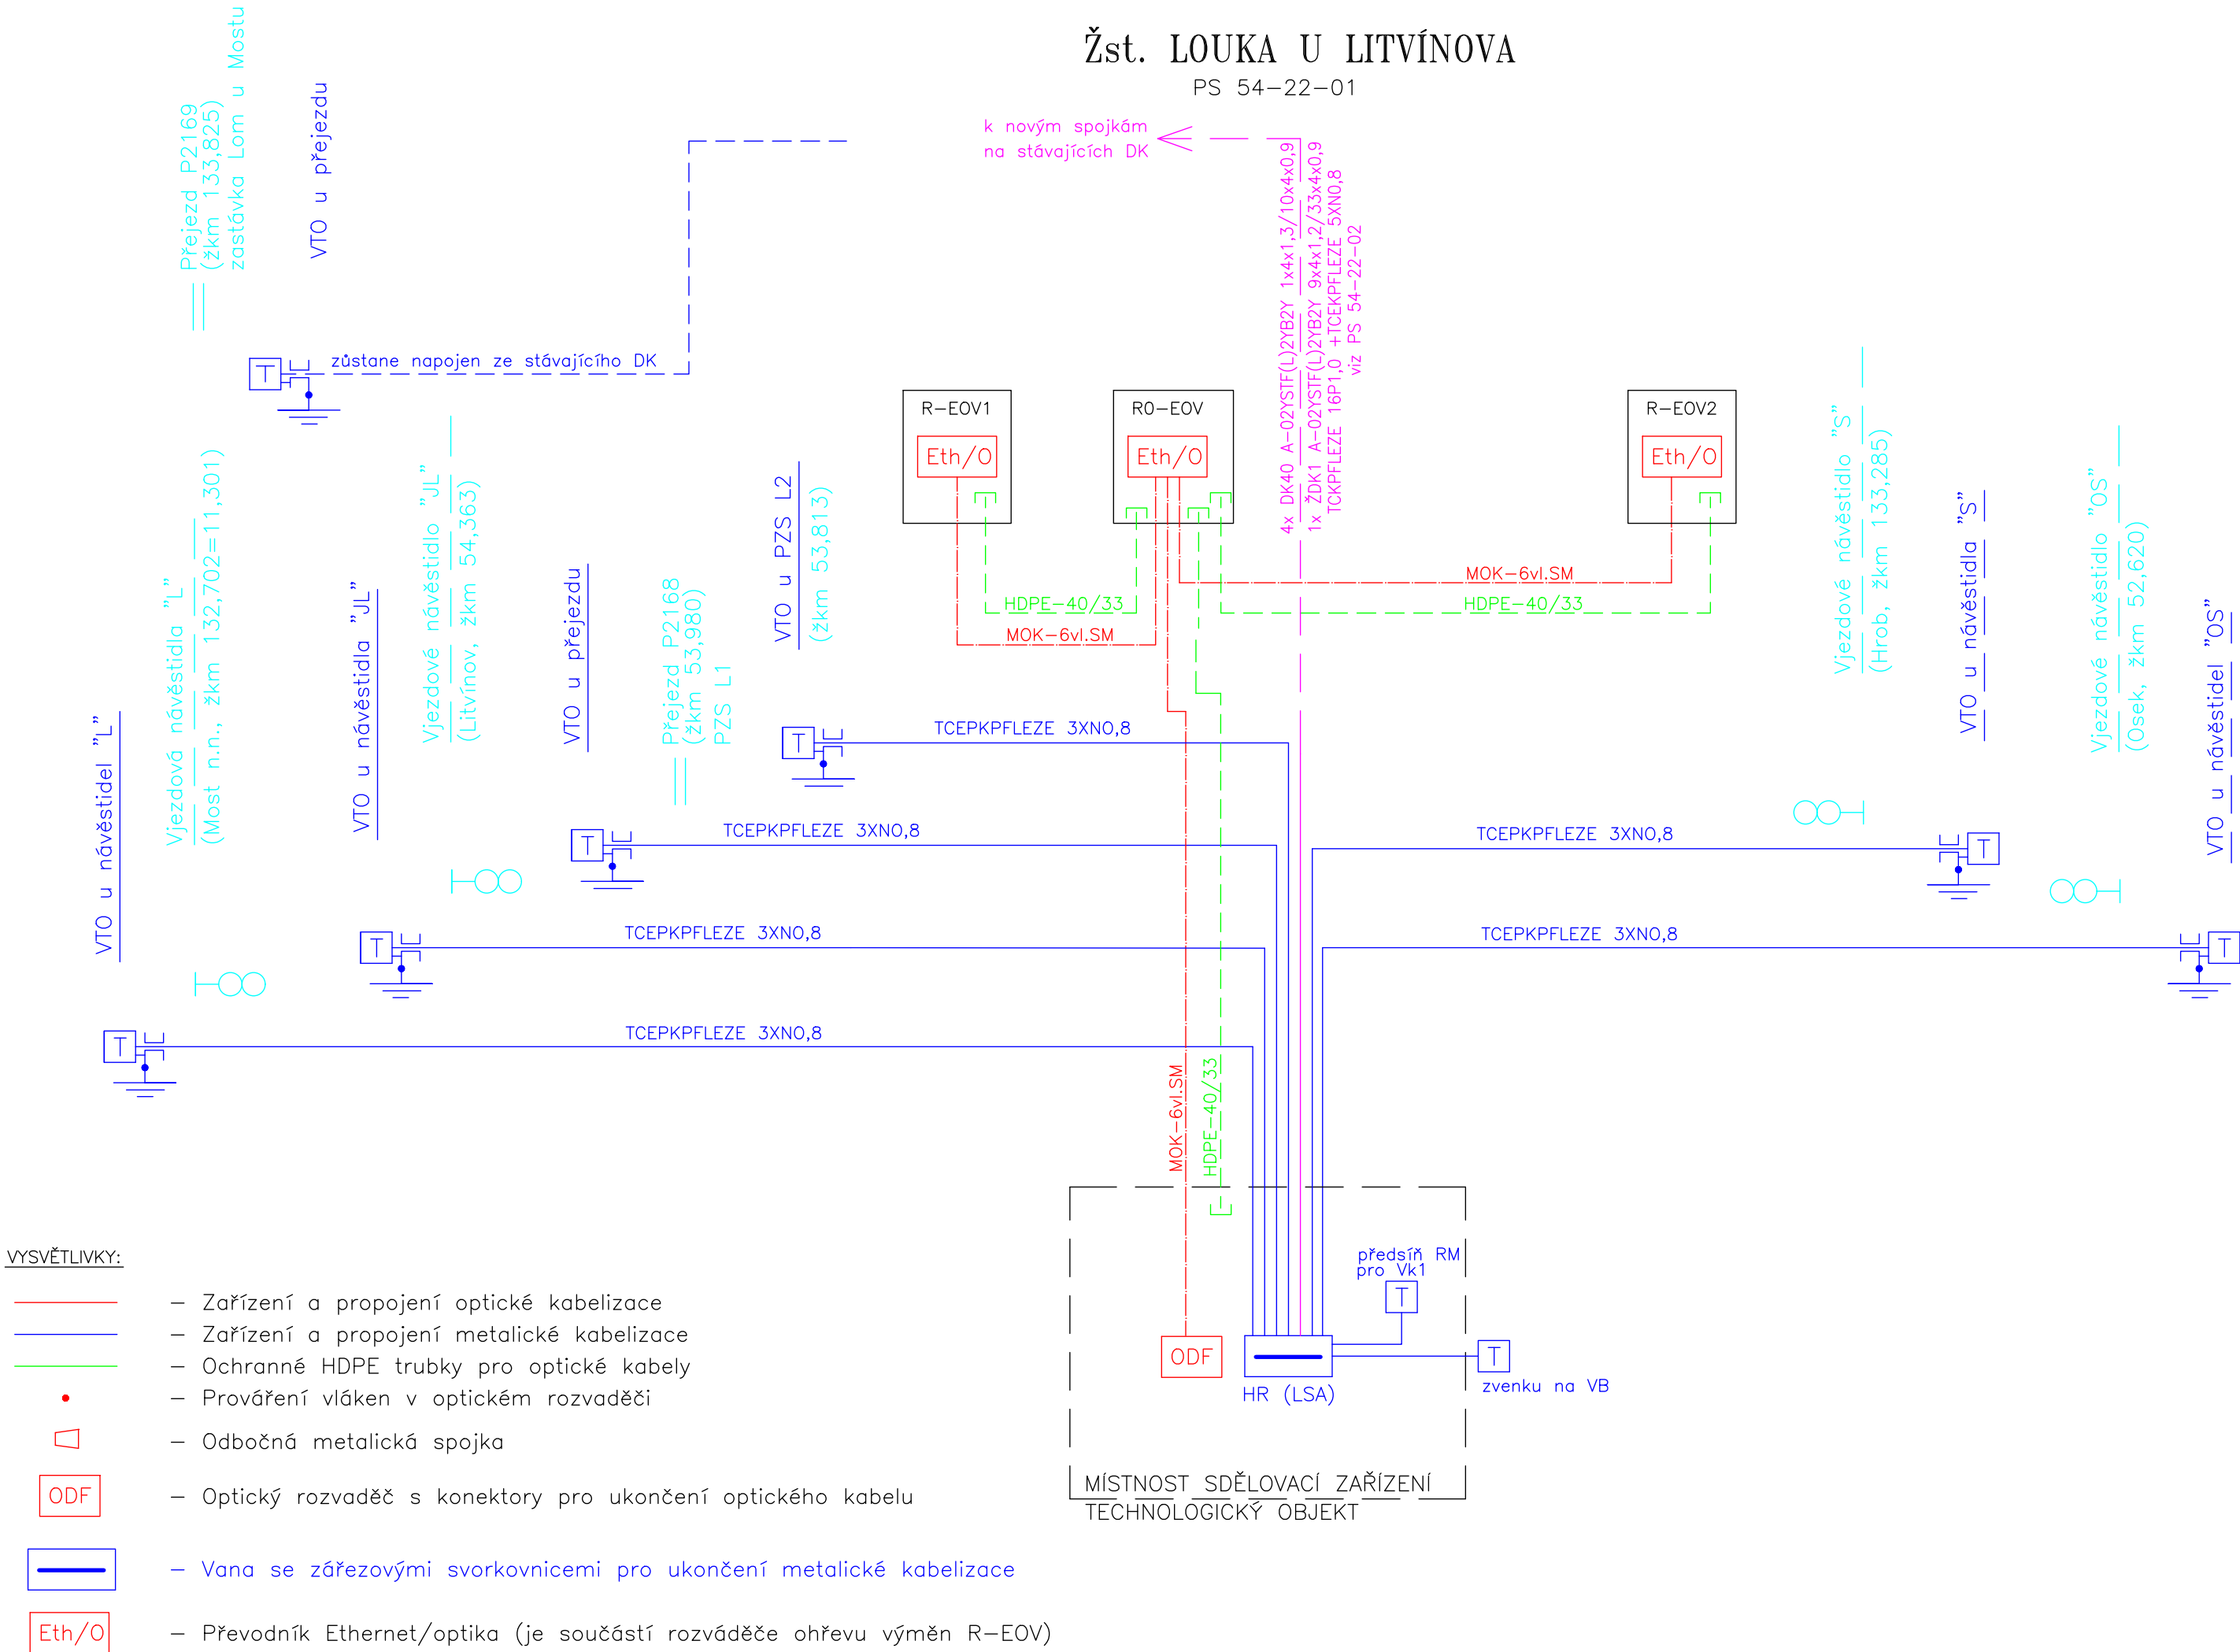 Žst. LOUKA U LITVÍNOVA
PS 54-22-01
k novým spojkám
na stávajících DK
4x DK40 A-02YSTF(L)2YB2Y 1x4x1,3/10x4x0,9
1x ŽDK1 A-02YSTF(L)2YB2Y 9x4x1,2/33x4x0,9
TCKPFLEZE 16P1,0 +TCEKPFLEZE 5XN0,8
viz PS 54-22-02
Přejezd P2169
(žkm 133,825)
zastávka Lom u Mostu
VTO u přejezdu
T
zůstane napojen ze stávajícího DK
R-EOV1
Eth/O
R0-EOV
Eth/O
R-EOV2
Eth/O
HDPE-40/33
MOK-6vl.SM
MOK-6vl.SM
HDPE-40/33
VTO u návěstidel "L"
Vjezdová návěstidla "L"
(Most n.n., žkm 132,702=11,301)
VTO u návěstidla "JL"
Vjezdové návěstidlo "JL"
(Litvínov, žkm 54,363)
VTO u přejezdu
Přejezd P2168
(žkm 53,980)
PZS L1
VTO u PZS L2
(žkm 53,813)
Vjezdové návěstidlo "S"
(Hrob, žkm 133,285)
VTO u návěstidla "S"
Vjezdové návěstidlo "OS"
(Osek, žkm 52,620)
VTO u návěstidel "OS"
T
TCEPKPFLEZE 3XN0,8
T
TCEPKPFLEZE 3XN0,8
TCEPKPFLEZE 3XN0,8
T
T
TCEPKPFLEZE 3XN0,8
TCEPKPFLEZE 3XN0,8
T
T
TCEPKPFLEZE 3XN0,8
MOK-6vl.SM
HDPE-40/33
předsíň RM
pro Vk1
T
ODF
HR (LSA)
T
zvenku na VB
MÍSTNOST SDĚLOVACÍ ZAŘÍZENÍ
TECHNOLOGICKÝ OBJEKT
VYSVĚTLIVKY:
- Zařízení a propojení optické kabelizace
- Zařízení a propojení metalické kabelizace
- Ochranné HDPE trubky pro optické kabely
- Prováření vláken v optickém rozvaděči
- Odbočná metalická spojka
ODF - Optický rozvaděč s konektory pro ukončení optického kabelu
- Vana se zářezovými svorkovnicemi pro ukončení metalické kabelizace
Eth/O - Převodník Ethernet/optika (je součástí rozváděče ohřevu výměn R-EOV)